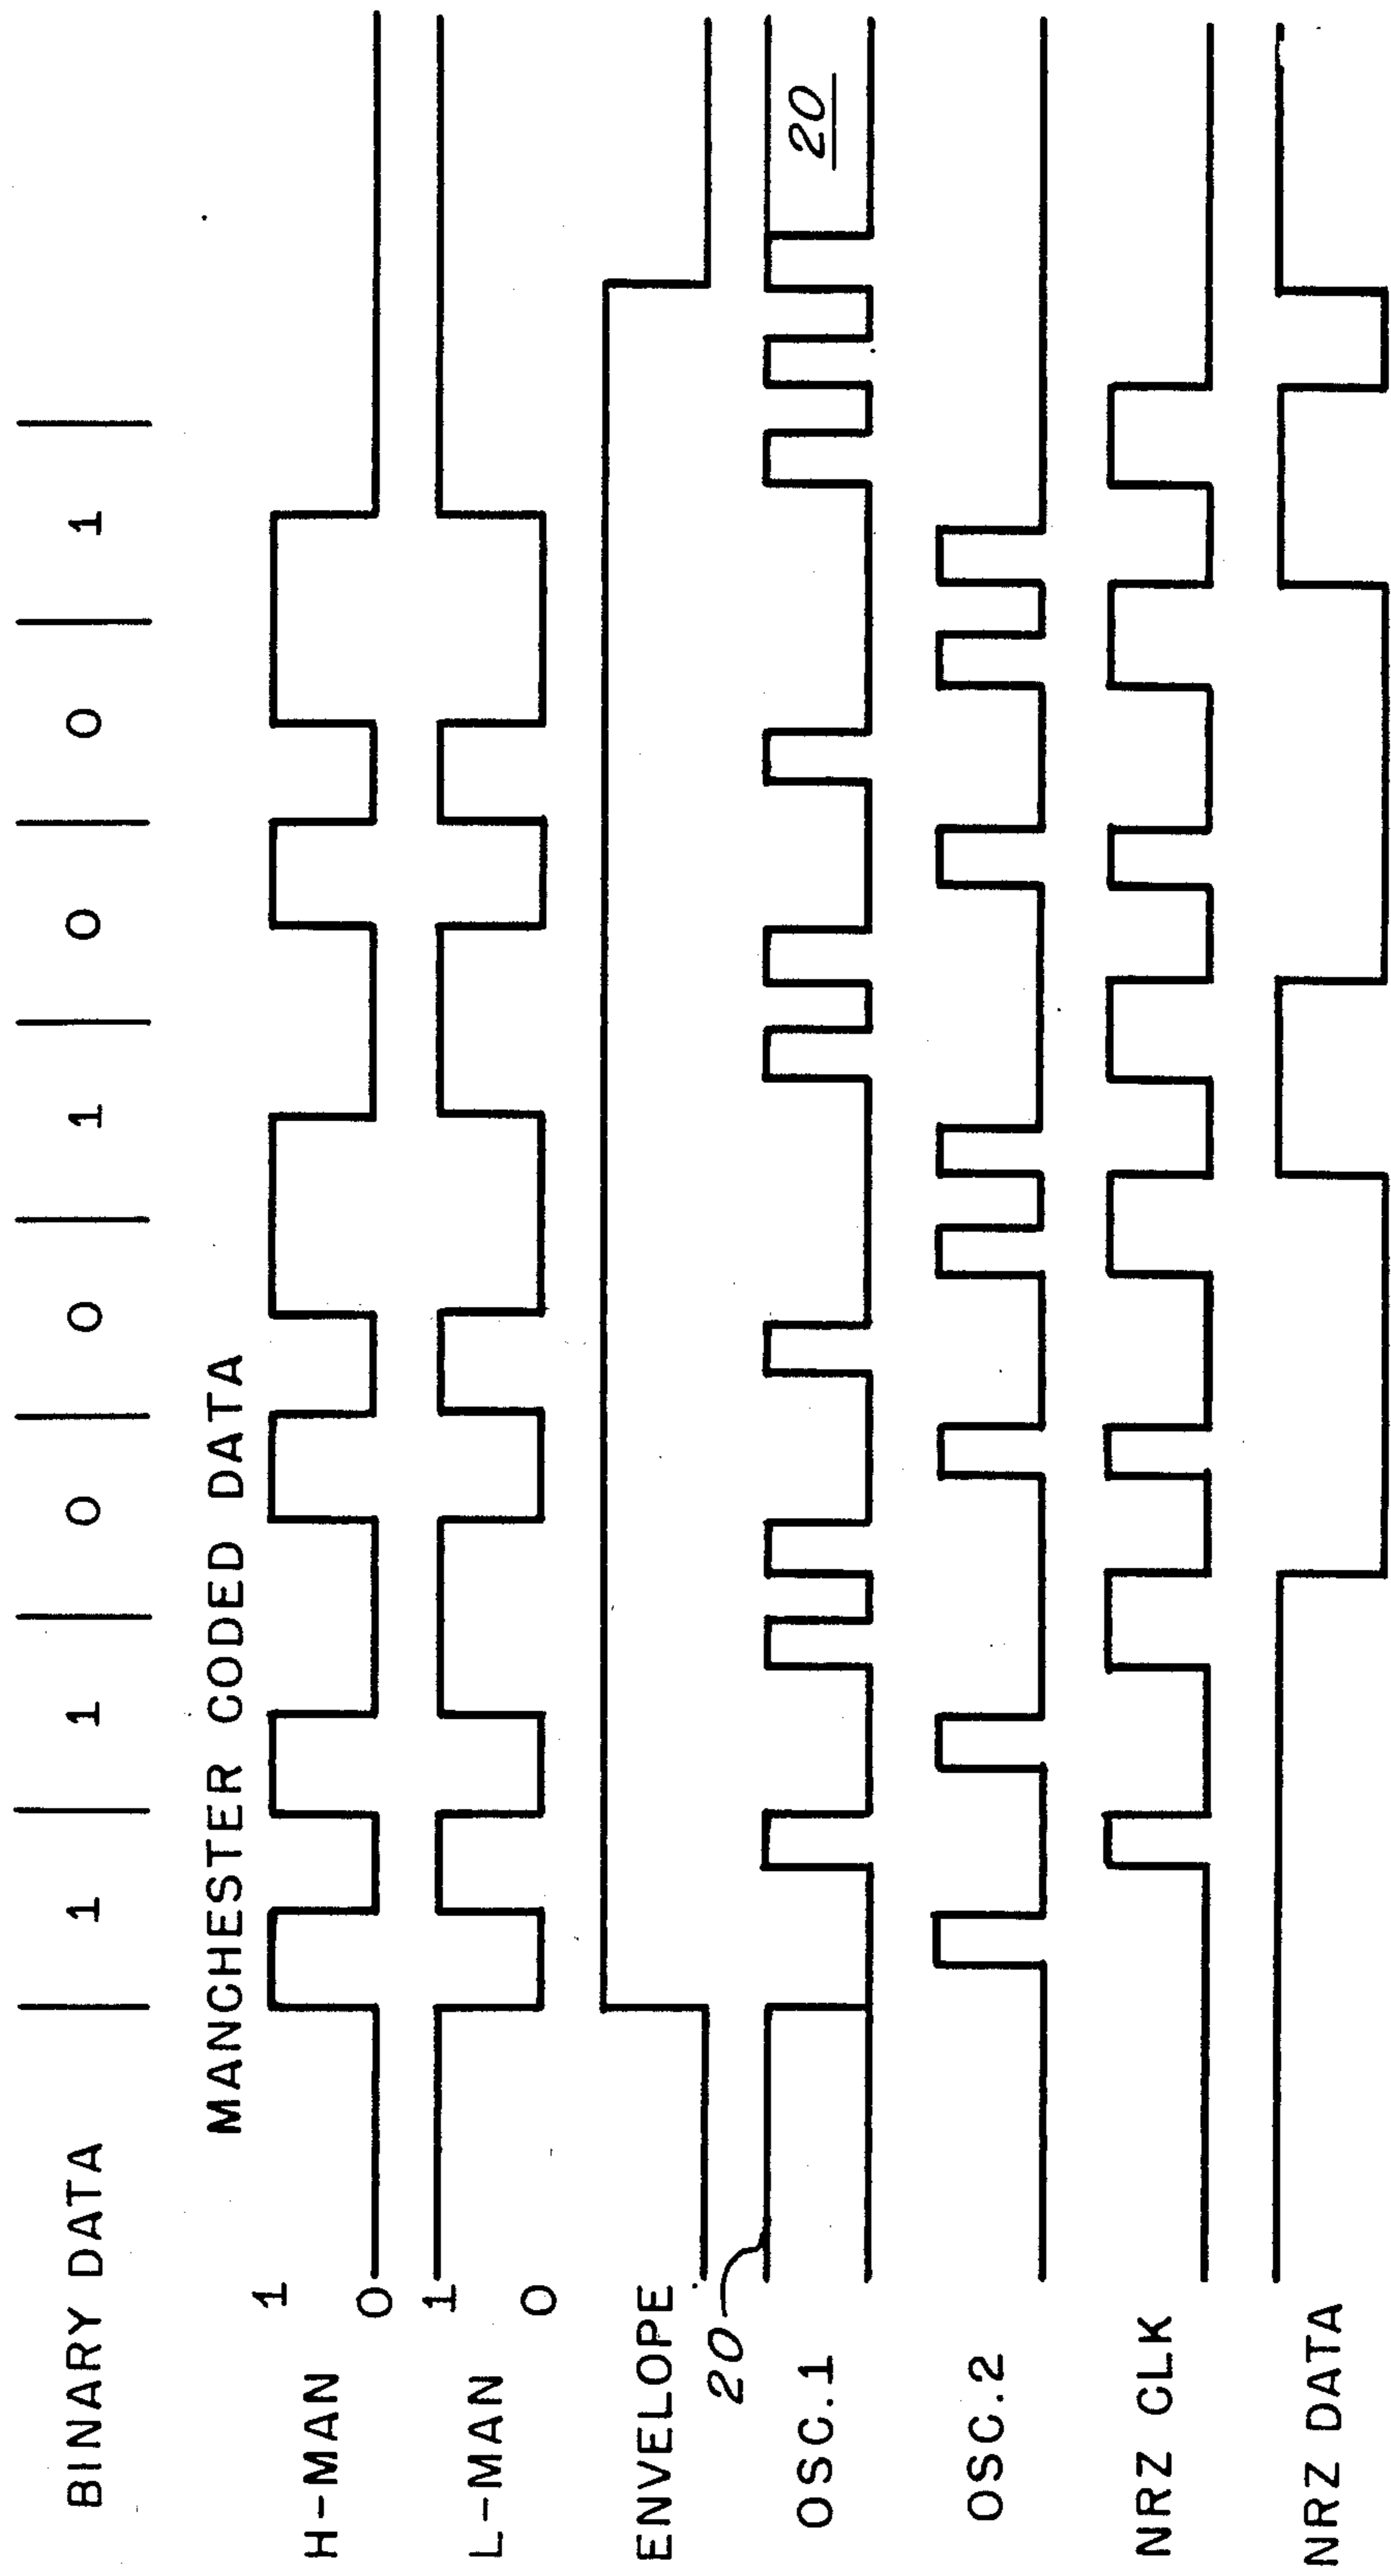 BINARY DATA | 1 | 1 | 0 | 0 | 1 | 0 | 0 | 1 |
MANCHESTER CODED DATA
H-MAN 1 0
L-MAN 1 0
ENVELOPE
20
OSC.1 20
OSC.2
NRZ CLK
NRZ DATA